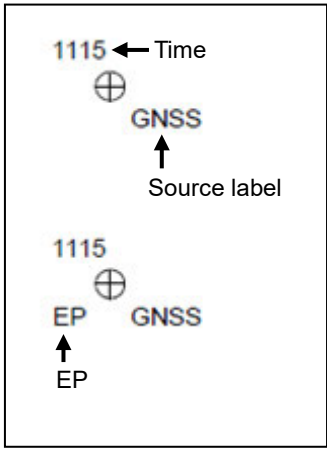 1115 Time
GNSS
Source label
1115
EP GNSS
EP